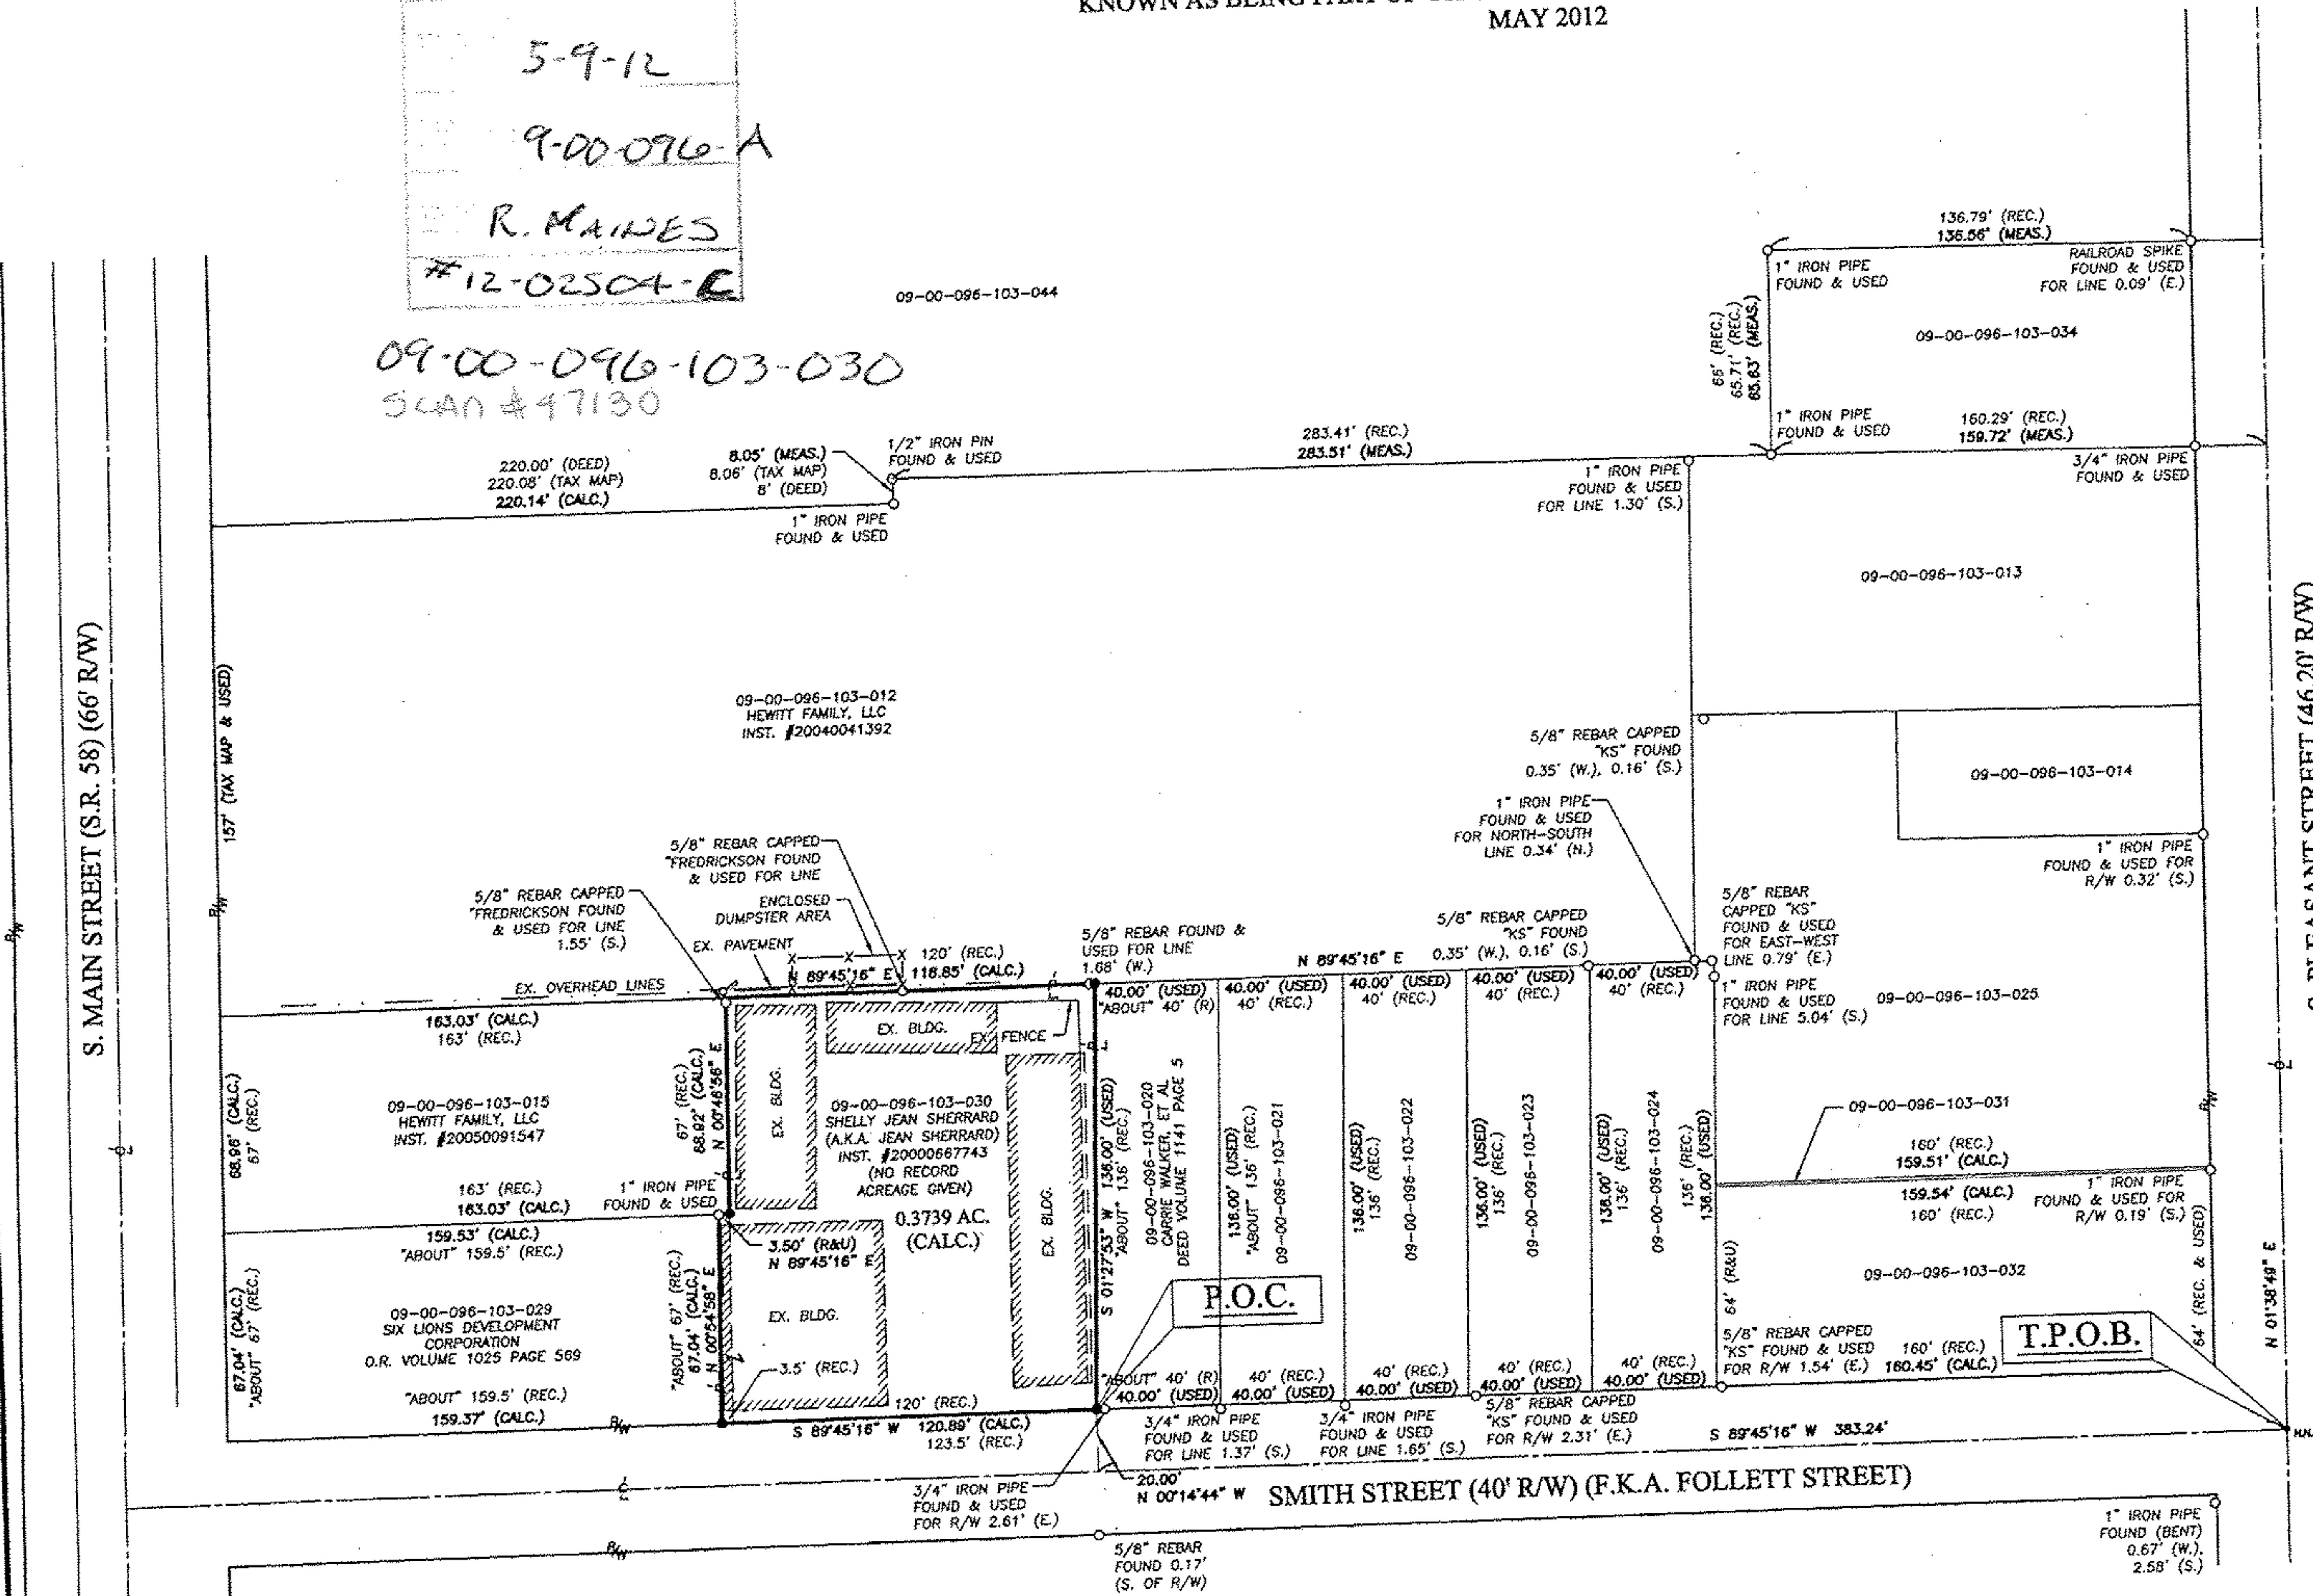 MAY 2012
5-9-12
9-00-096-A
R. MAINES
#12-02504-C
09-00-096-103-030
SCAN #47130
09-00-096-103-044
136.79' (REC.)
136.56' (MEAS.)
1" IRON PIPE
FOUND & USED
RAILROAD SPIKE
FOUND & USED
FOR LINE 0.09' (E.)
66' (REC.)
65.71' (REC.)
65.63' (MEAS.)
09-00-096-103-034
1" IRON PIPE
FOUND & USED
160.29' (REC.)
159.72' (MEAS.)
3/4" IRON PIPE
FOUND & USED
220.00' (DEED)
220.08' (TAX MAP)
220.14' (CALC.)
8.05' (MEAS.)
8.06' (TAX MAP)
8' (DEED)
1/2" IRON PIN
FOUND & USED
1" IRON PIPE
FOUND & USED
283.41' (REC.)
283.51' (MEAS.)
1" IRON PIPE
FOUND & USED
FOR LINE 1.30' (S.)
09-00-096-103-013
S. MAIN STREET (S.R. 58) (66' R/W)
R/W
157' (TAX MAP & USED)
R/W
09-00-096-103-012
HEWITT FAMILY, LLC
INST. #20040041392
5/8" REBAR CAPPED
"KS" FOUND
0.35' (W.), 0.16' (S.)
09-00-096-103-014
1" IRON PIPE
FOUND & USED
FOR NORTH-SOUTH
LINE 0.34' (N.)
1" IRON PIPE
FOUND & USED FOR
R/W 0.32' (S.)
S. PLEASANT STREET (46.20' R/W)
5/8" REBAR CAPPED
"FREDRICKSON FOUND
& USED FOR LINE
5/8" REBAR CAPPED
"FREDRICKSON FOUND
& USED FOR LINE
1.55' (S.)
ENCLOSED
DUMPSTER AREA
EX. PAVEMENT
120' (REC.)
N 89°45'16" E 118.85' (CALC.)
EX. OVERHEAD LINES
5/8" REBAR FOUND &
USED FOR LINE
1.68' (W.)
N 89°45'16" E
5/8" REBAR CAPPED
"KS" FOUND
0.35' (W.), 0.16' (S.)
5/8" REBAR
CAPPED "KS"
FOUND & USED
FOR EAST-WEST
LINE 0.79' (E.)
1" IRON PIPE
FOUND & USED
FOR LINE 5.04' (S.)
09-00-096-103-025
40.00' (USED)
"ABOUT" 40' (R)
40.00' (USED)
40' (REC.)
40.00' (USED)
40' (REC.)
40.00' (USED)
40' (REC.)
40.00' (USED)
40' (REC.)
163.03' (CALC.)
163' (REC.)
68.96' (CALC.)
67' (REC.)
09-00-096-103-015
HEWITT FAMILY, LLC
INST. #20050091547
67' (REC.)
68.92' (CALC.)
N 00°46'56" E
163' (REC.)
163.03' (CALC.)
1" IRON PIPE
FOUND & USED
EX. BLDG.
EX. BLDG.
EX. FENCE
09-00-096-103-030
SHELLY JEAN SHERRARD
(A.K.A. JEAN SHERRARD)
INST. #20000667743
(NO RECORD
ACREAGE GIVEN)
0.3739 AC.
(CALC.)
EX. BLDG.
S 01°27'53" W 136.00' (USED)
"ABOUT" 136' (REC.)
09-00-096-103-020
CARRIE WALKER, ET AL
DEED VOLUME 1141 PAGE 5
136.00' (USED)
"ABOUT" 136' (REC.)
09-00-096-103-021
136.00' (USED)
136' (REC.)
09-00-096-103-022
136.00' (USED)
136' (REC.)
09-00-096-103-023
136.00' (USED)
136' (REC.)
09-00-096-103-024
136' (REC.)
136.00' (USED)
09-00-096-103-031
160' (REC.)
159.51' (CALC.)
159.54' (CALC.)
160' (REC.)
1" IRON PIPE
FOUND & USED FOR
R/W 0.19' (S.)
R/W
159.53' (CALC.)
"ABOUT" 159.5' (REC.)
67.04' (CALC.)
"ABOUT" 67' (REC.)
09-00-096-103-029
SIX LIONS DEVELOPMENT
CORPORATION
O.R. VOLUME 1025 PAGE 569
"ABOUT" 159.5' (REC.)
159.37' (CALC.)
"ABOUT" 67' (REC.)
67.04' (CALC.)
N 00°54'58" E
3.50' (R&U)
N 89°45'16" E
EX. BLDG.
3.5' (REC.)
120' (REC.)
S 89°45'16" W 120.89' (CALC.)
123.5' (REC.)
R/W
P.O.C.
"ABOUT" 40' (R)
40.00' (USED)
40' (REC.)
40.00' (USED)
40' (REC.)
40.00' (USED)
40' (REC.)
40.00' (USED)
40' (REC.)
40.00' (USED)
64' (R&U)
09-00-096-103-032
64' (REC. & USED)
N 01°38'49" E
5/8" REBAR CAPPED
"KS" FOUND & USED
FOR R/W 1.54' (E.)
160' (REC.)
160.45' (CALC.)
T.P.O.B.
3/4" IRON PIPE
FOUND & USED
FOR LINE 1.37' (S.)
3/4" IRON PIPE
FOUND & USED
FOR LINE 1.65' (S.)
5/8" REBAR CAPPED
"KS" FOUND & USED
FOR R/W 2.31' (E.)
S 89°45'16" W 383.24'
3/4" IRON PIPE
FOUND & USED
FOR R/W 2.61' (E.)
20.00'
N 00°14'44" W
SMITH STREET (40' R/W) (F.K.A. FOLLETT STREET)
R/W
5/8" REBAR
FOUND 0.17'
(S. OF R/W)
1" IRON PIPE
FOUND (BENT)
0.67' (W.),
2.58' (S.)